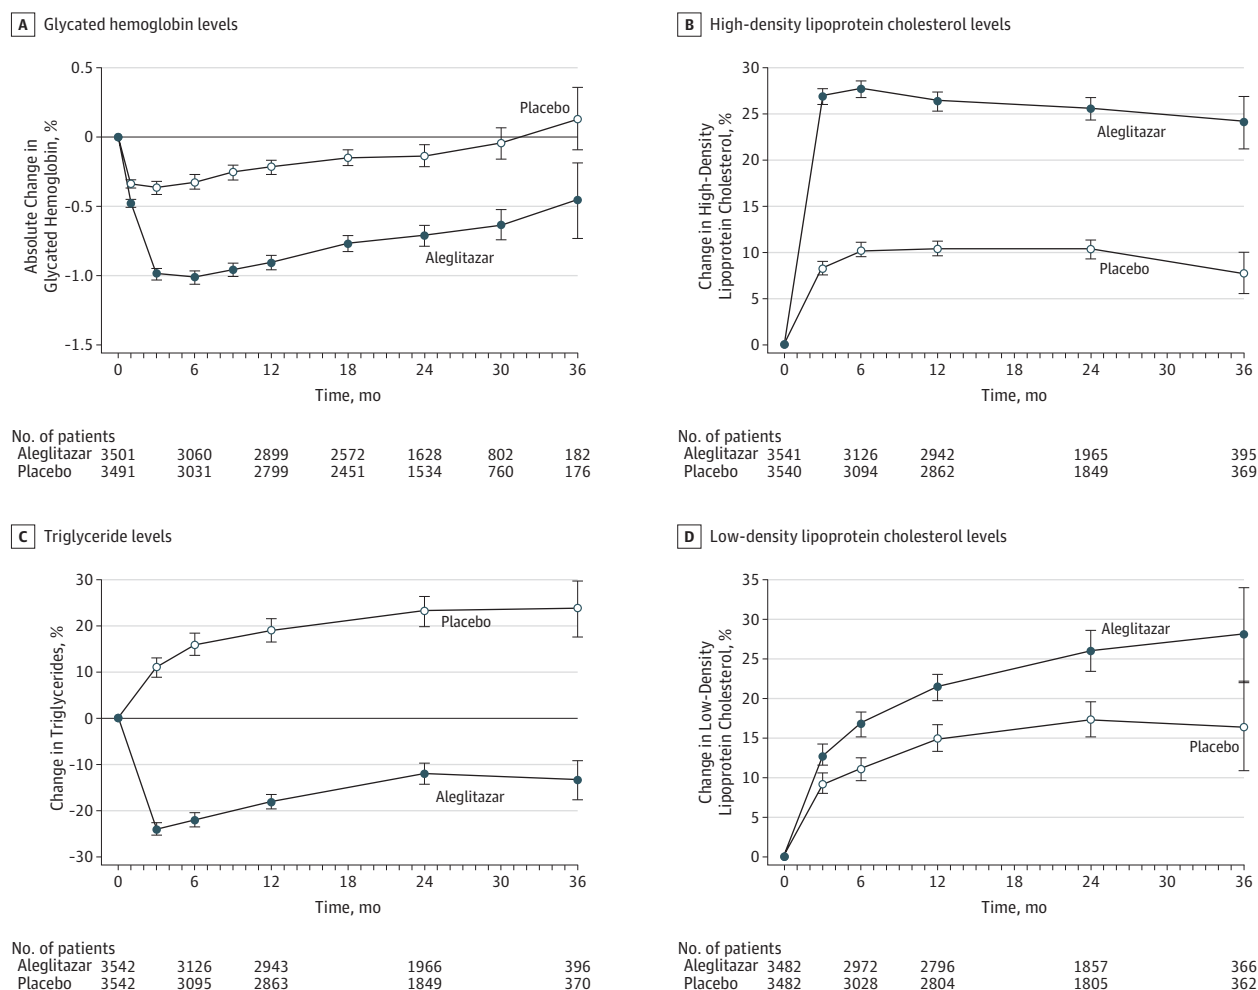 A Glycated hemoglobin levels
0.5
0
-0.5
-1.0
-1.5
Absolute Change in
Glycated Hemoglobin, %
Placebo
Aleglitazar
0 6 12 18 24 30 36
Time, mo
No. of patients
Aleglitazar 3501 3060 2899 2572 1628 802 182
Placebo 3491 3031 2799 2451 1534 760 176
B High-density lipoprotein cholesterol levels
30
25
20
15
10
5
0
Change in High-Density
Lipoprotein Cholesterol, %
Aleglitazar
Placebo
0 6 12 18 24 30 36
Time, mo
No. of patients
Aleglitazar 3541 3126 2942 1965 395
Placebo 3540 3094 2862 1849 369
C Triglyceride levels
30
20
10
0
-10
-20
-30
Change in Triglycerides, %
Placebo
Aleglitazar
0 6 12 18 24 30 36
Time, mo
No. of patients
Aleglitazar 3542 3126 2943 1966 396
Placebo 3542 3095 2863 1849 370
D Low-density lipoprotein cholesterol levels
35
30
25
20
15
10
5
0
Change in Low-Density
Lipoprotein Cholesterol, %
Aleglitazar
Placebo
0 6 12 18 24 30 36
Time, mo
No. of patients
Aleglitazar 3482 2972 2796 1857 366
Placebo 3482 3028 2804 1805 362